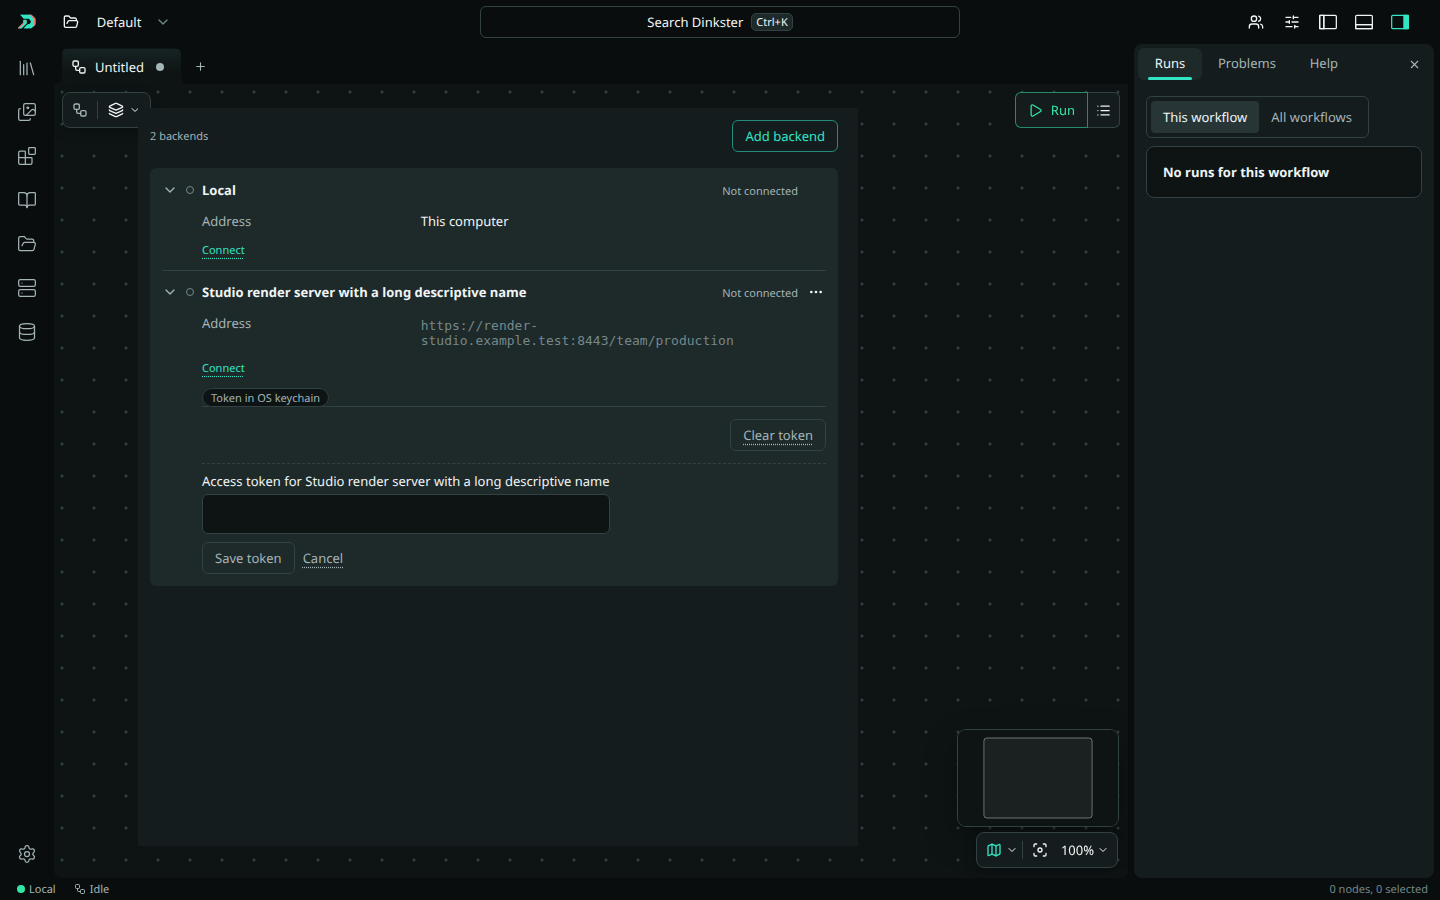 Default
Search Dinkster Ctrl+K
Untitled
Runs Problems Help
Run
This workflow All workflows
No runs for this workflow
2 backends
Add backend
Local Not connected
Address This computer
Connect
Studio render server with a long descriptive name Not connected
Address https://render-
studio.example.test:8443/team/production
Connect
Token in OS keychain
Clear token
Access token for Studio render server with a long descriptive name
Save token Cancel
100%
Local Idle 0 nodes, 0 selected